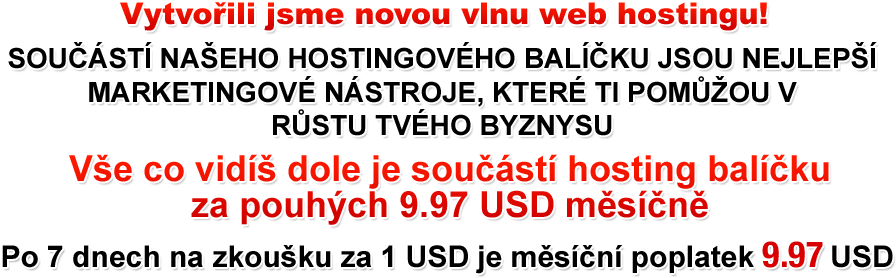 Vytvořili jsme novou vlnu web hostingu!
SOUČÁSTÍ NAŠEHO HOSTINGOVÉHO BALÍČKU JSOU NEJLEPŠÍ
MARKETINGOVÉ NÁSTROJE, KTERÉ TI POMŮŽOU V
RŮSTU TVÉHO BYZNYSU
Vše co vidíš dole je součástí hosting balíčku
za pouhých 9.97 USD měsíčně
Po 7 dnech na zkoušku za 1 USD je měsíční poplatek 9.97 USD